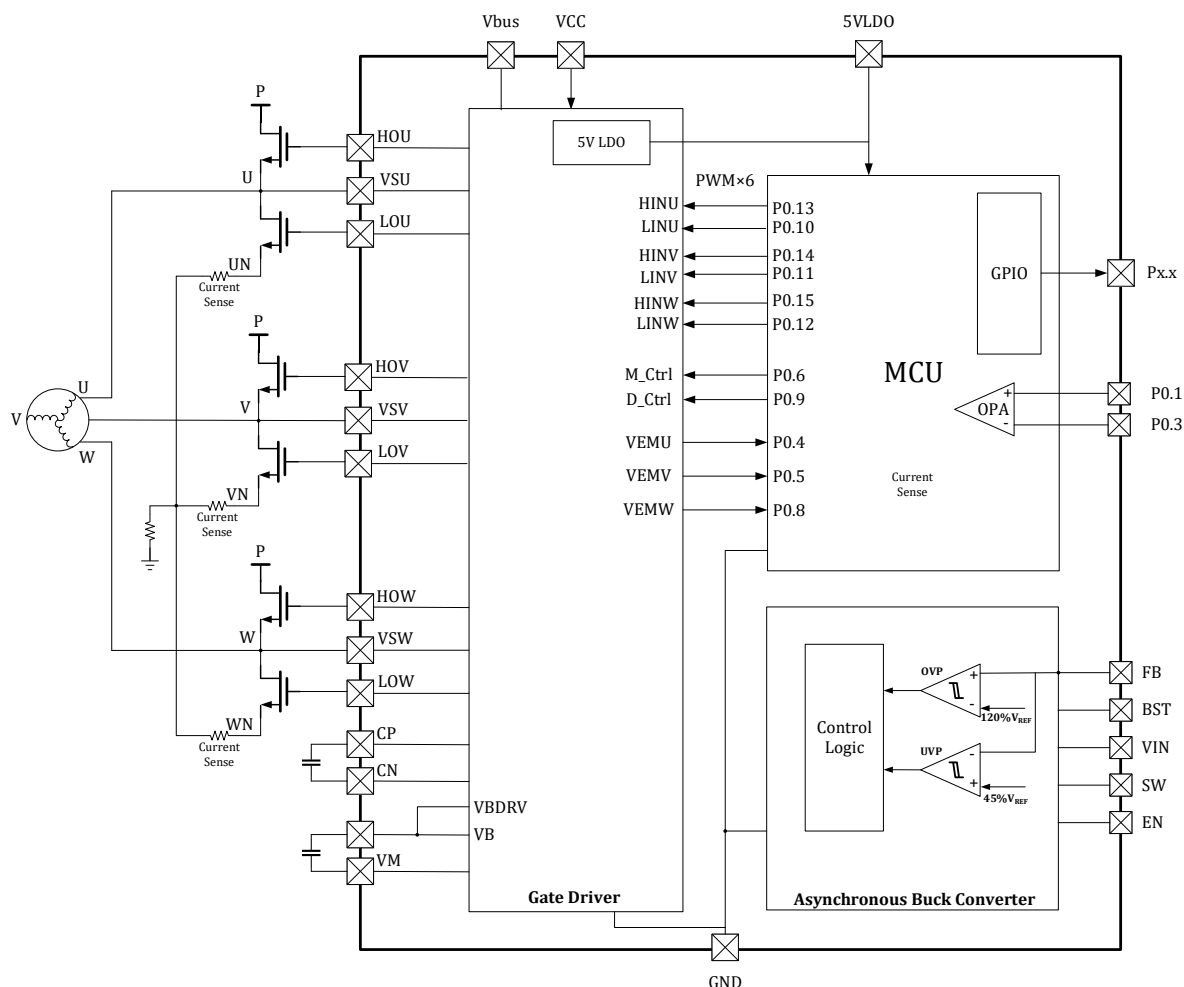 Vbus VCC 5VLDO
P
HOU
5V LDO
U
VSU
PWM×6
HINU P0.13
LOU
LINU P0.10
UN
HINV P0.14
Current
Sense
LINV P0.11
GPIO
Px.x
HINW P0.15
P
LINW P0.12
HOV
M_Ctrl P0.6
MCU
U
D_Ctrl P0.9
+
OPA
-
P0.1
V
V
VSV
P0.3
W
VEMU P0.4
LOV
VEMV P0.5
Current
Sense
VN
Current
Sense
VEMW P0.8
P
HOW
W
VSW
LOW
OVP
+
-
120%VREF
FB
WN
BST
Current
Sense
CP
Control
Logic
UVP
-
+
45%VREF
VIN
CN
SW
VBDRV
EN
VB
VM
Gate Driver
Asynchronous Buck Converter
GND